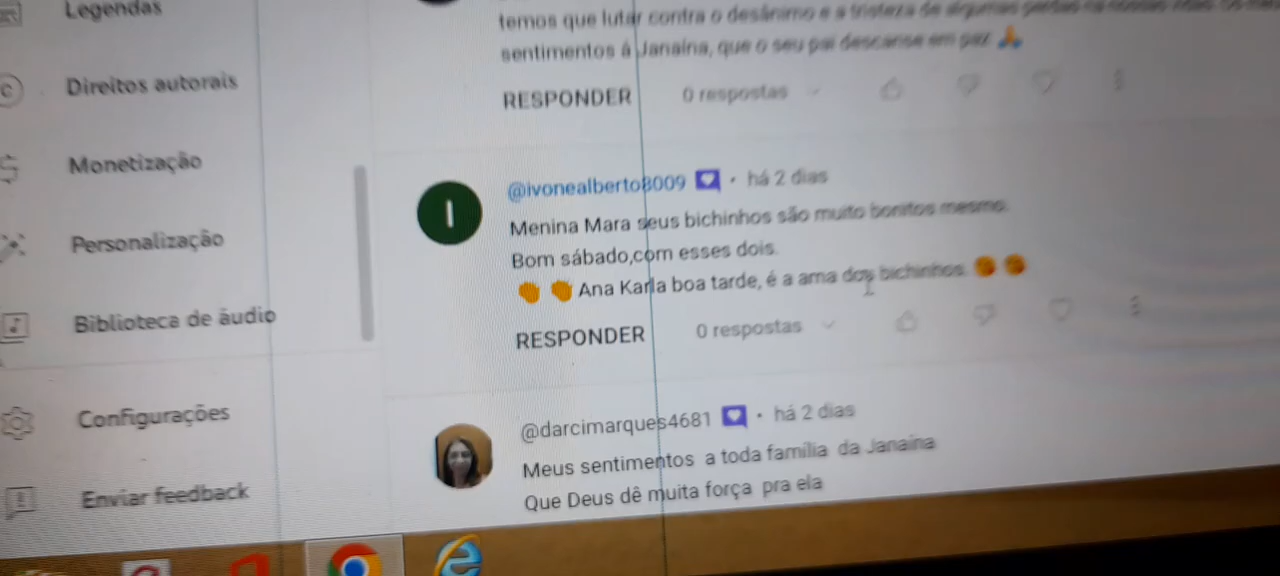 Legendas
Direitos autorais
Monetização
Personalização
Biblioteca de áudio
Configurações
Enviar feedback
temos que lutar contra o desânimo e a tristeza de algumas
sentimentos á Janaína, que o seu pai descanse em paz 🙏
RESPONDER 0 respostas
@ivonealberto8009 • há 2 dias
Menina Mara seus bichinhos são muito bonitos mesmo.
Bom sábado,com esses dois.
👏 👏 Ana Karla boa tarde, é a ama dos bichinhos. 😘 😘
RESPONDER 0 respostas
@darcimarques4681 • há 2 dias
Meus sentimentos a toda família da Janaína
Que Deus dê muita força pra ela